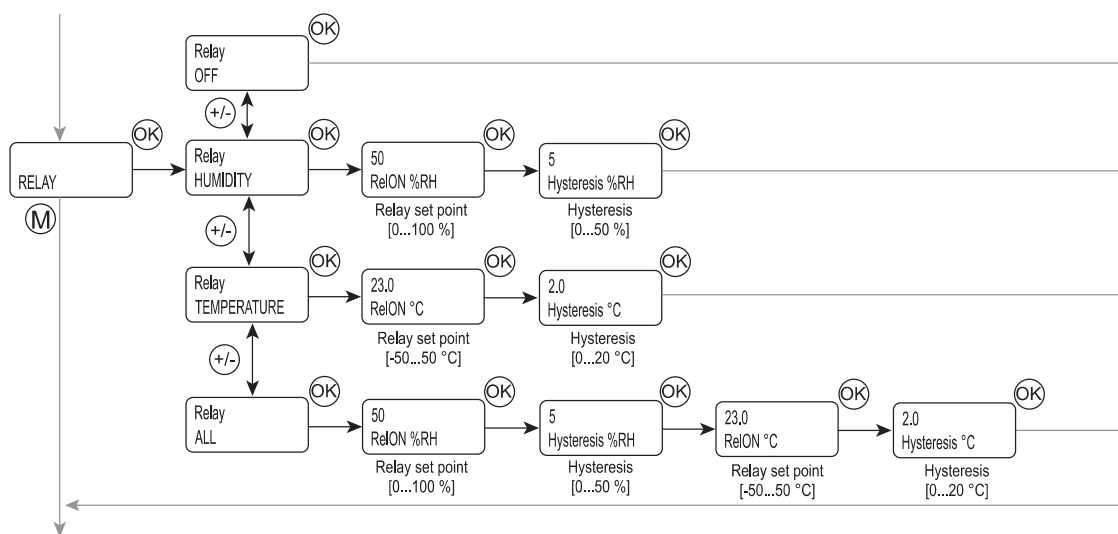 OK
Relay
OFF
+/-
OK
OK
OK
OK
RELAY
Relay
HUMIDITY
50
RelON %RH
5
Hysteresis %RH
M
Relay set point
[0...100 %]
Hysteresis
[0...50 %]
+/-
OK
OK
OK
Relay
TEMPERATURE
23.0
RelON °C
2.0
Hysteresis °C
Relay set point
[-50...50 °C]
Hysteresis
[0...20 °C]
+/-
OK
OK
OK
OK
OK
Relay
ALL
50
RelON %RH
5
Hysteresis %RH
23.0
RelON °C
2.0
Hysteresis °C
Relay set point
[0...100 %]
Hysteresis
[0...50 %]
Relay set point
[-50...50 °C]
Hysteresis
[0...20 °C]